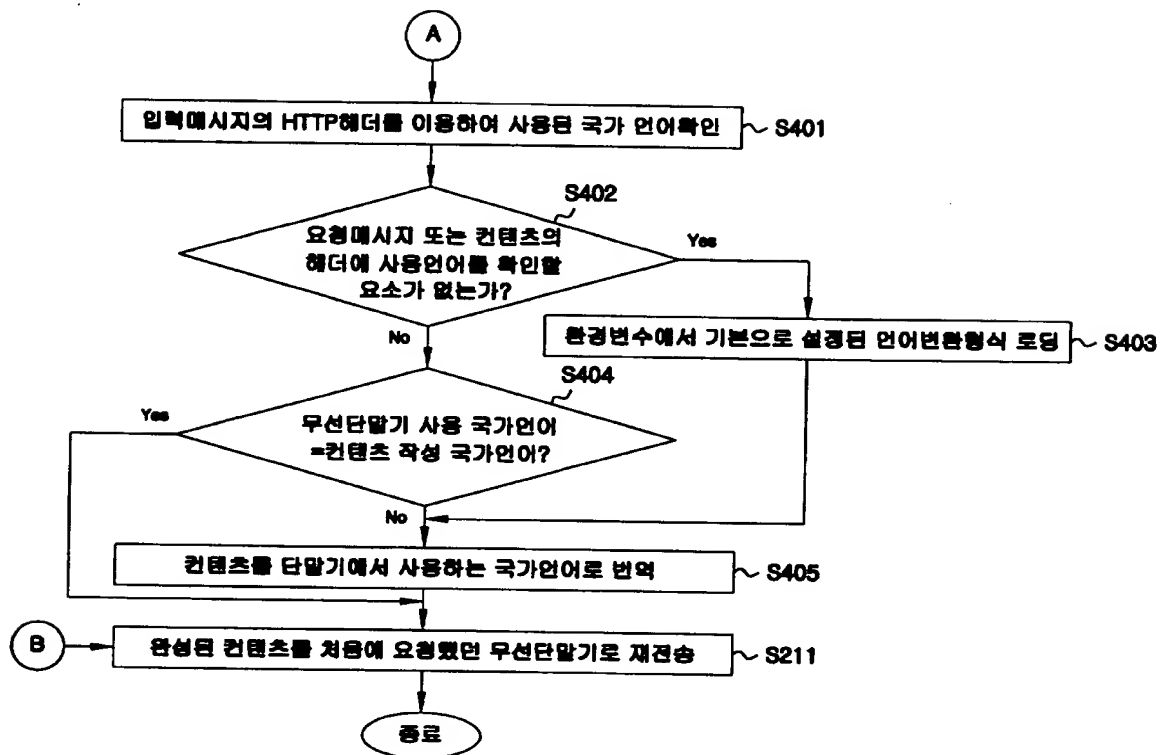 A
입력메시지의 HTTP헤더를 이용하여 사용된 국가 언어확인
S401
S402
요청메시지 또는 컨텐츠의
헤더에 사용언어를 확인할
요소가 없는가?
Yes
No
환경변수에서 기본으로 설정된 언어변환형식 로딩
S403
S404
Yes
무선단말기 사용 국가언어
=컨텐츠 작성 국가언어?
No
컨텐츠를 단말기에서 사용하는 국가언어로 번역
S405
B
완성된 컨텐츠를 처음에 요청했던 무선단말기로 재전송
S211
종료